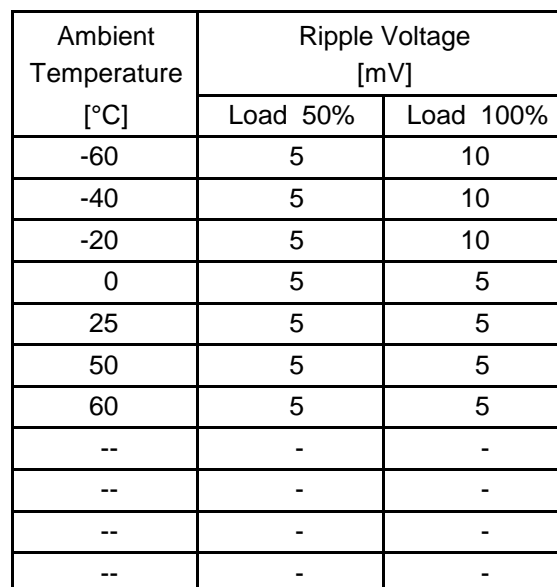 Ambient Temperature [°C] Ripple Voltage [mV]
Load 50% Load 100%
-60 5 10
-40 5 10
-20 5 10
0 5 5
25 5 5
50 5 5
60 5 5
-- - -
-- - -
-- - -
-- - -